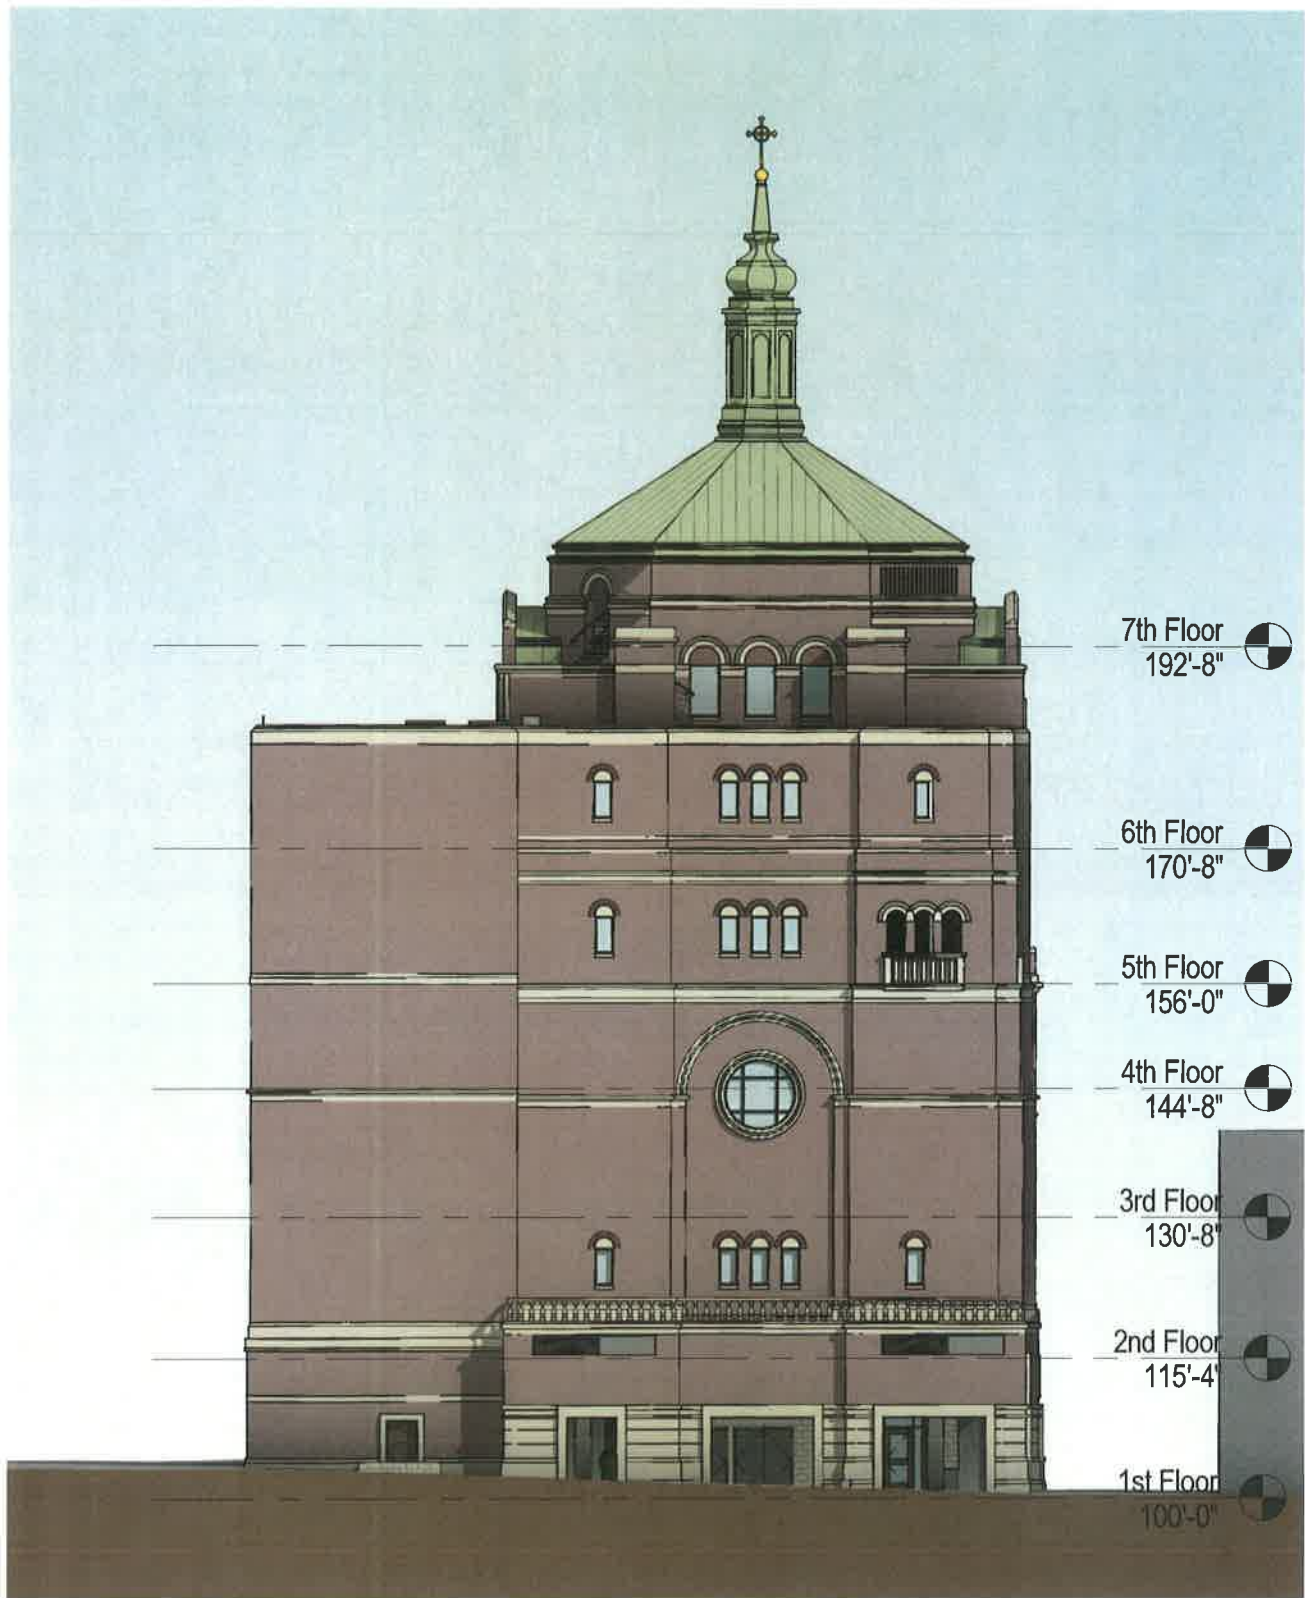 7th Floor
192'-8"
6th Floor
170'-8"
5th Floor
156'-0"
4th Floor
144'-8"
3rd Floor
130'-8"
2nd Floor
115'-4'
1st Floor
100'-0"